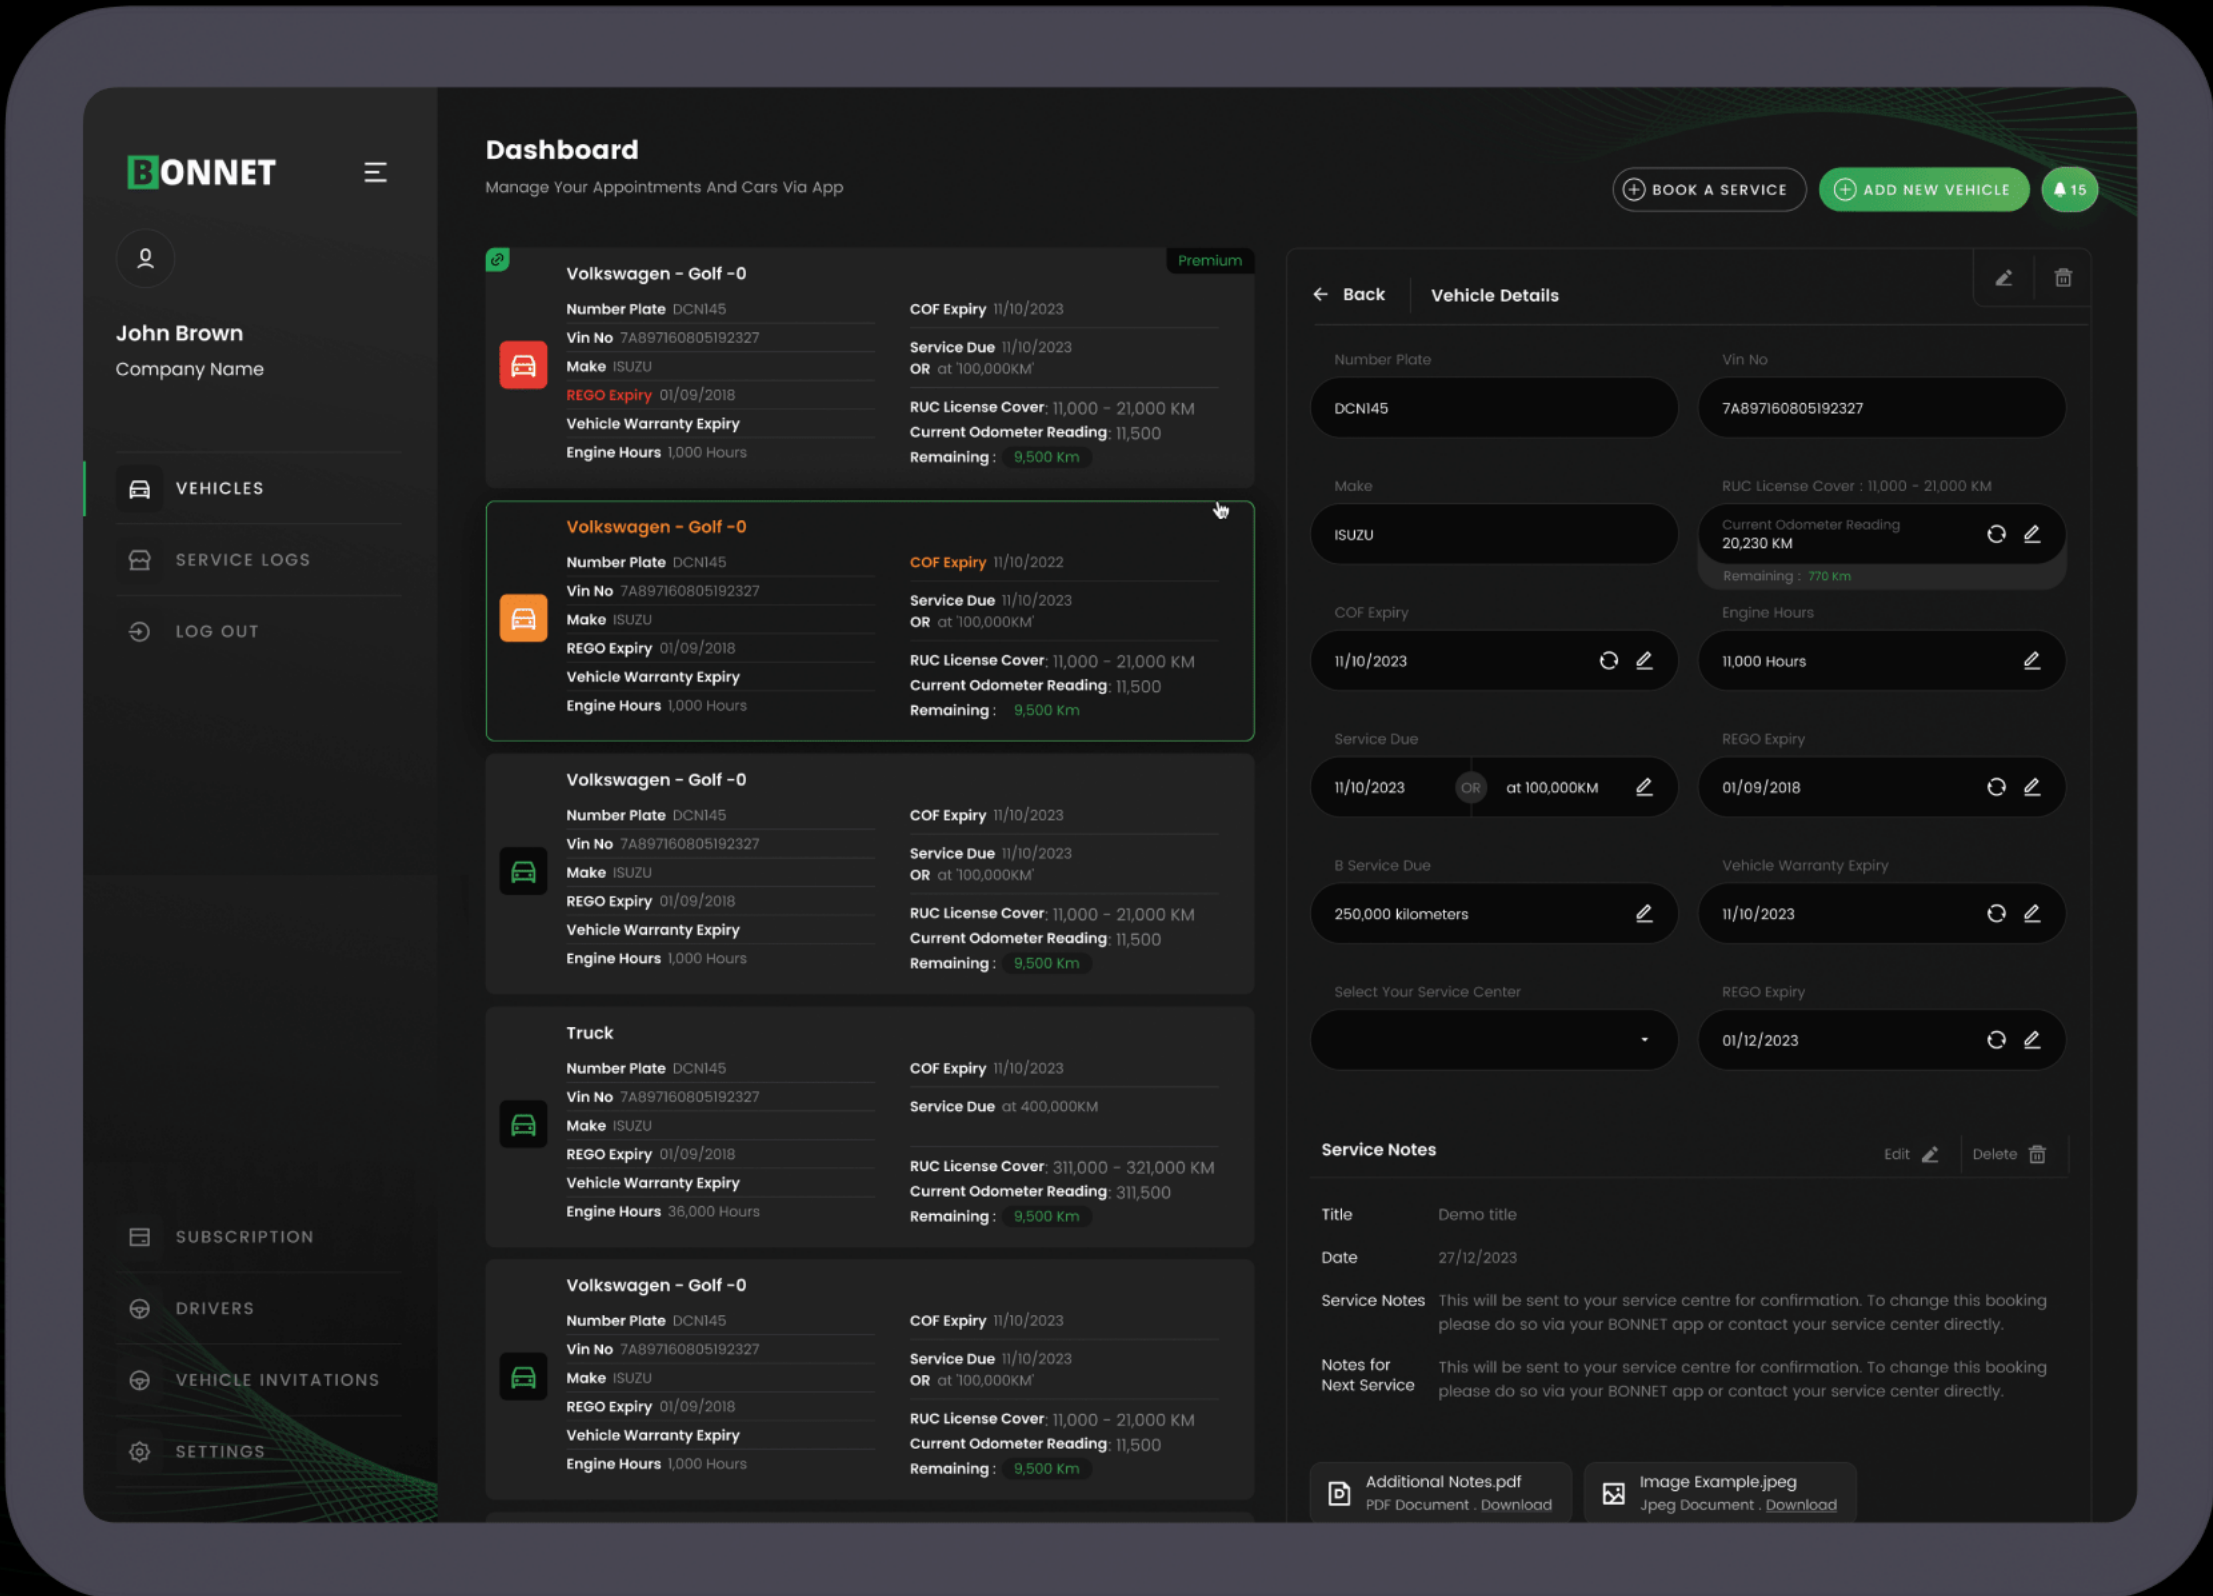 BONNET
John Brown
Company Name
VEHICLES
SERVICE LOGS
LOG OUT
SUBSCRIPTION
DRIVERS
VEHICLE INVITATIONS
SETTINGS
Dashboard
Manage Your Appointments And Cars Via App
BOOK A SERVICE
ADD NEW VEHICLE
15
Premium
Volkswagen - Golf -0
Number Plate DCN145
Vin No 7A897160805192327
Make ISUZU
REGO Expiry 01/09/2018
Vehicle Warranty Expiry
Engine Hours 1,000 Hours
COF Expiry 11/10/2023
Service Due 11/10/2023
OR at '100,000KM'
RUC License Cover: 11,000 - 21,000 KM
Current Odometer Reading: 11,500
Remaining : 9,500 Km
Volkswagen - Golf -0
Number Plate DCN145
Vin No 7A897160805192327
Make ISUZU
REGO Expiry 01/09/2018
Vehicle Warranty Expiry
Engine Hours 1,000 Hours
COF Expiry 11/10/2022
Service Due 11/10/2023
OR at '100,000KM'
RUC License Cover: 11,000 - 21,000 KM
Current Odometer Reading: 11,500
Remaining : 9,500 Km
Volkswagen - Golf -0
Number Plate DCN145
Vin No 7A897160805192327
Make ISUZU
REGO Expiry 01/09/2018
Vehicle Warranty Expiry
Engine Hours 1,000 Hours
COF Expiry 11/10/2023
Service Due 11/10/2023
OR at '100,000KM'
RUC License Cover: 11,000 - 21,000 KM
Current Odometer Reading: 11,500
Remaining : 9,500 Km
Truck
Number Plate DCN145
Vin No 7A897160805192327
Make ISUZU
REGO Expiry 01/09/2018
Vehicle Warranty Expiry
Engine Hours 36,000 Hours
COF Expiry 11/10/2023
Service Due at 400,000KM
RUC License Cover: 311,000 - 321,000 KM
Current Odometer Reading: 311,500
Remaining : 9,500 Km
Volkswagen - Golf -0
Number Plate DCN145
Vin No 7A897160805192327
Make ISUZU
REGO Expiry 01/09/2018
Vehicle Warranty Expiry
Engine Hours 1,000 Hours
COF Expiry 11/10/2023
Service Due 11/10/2023
OR at '100,000KM'
RUC License Cover: 11,000 - 21,000 KM
Current Odometer Reading: 11,500
Remaining : 9,500 Km
Back
Vehicle Details
Number Plate
DCN145
Vin No
7A897160805192327
Make
ISUZU
RUC License Cover : 11,000 - 21,000 KM
Current Odometer Reading
20,230 KM
Remaining : 770 Km
COF Expiry
11/10/2023
Engine Hours
11,000 Hours
Service Due
11/10/2023 OR at 100,000KM
REGO Expiry
01/09/2018
B Service Due
250,000 kilometers
Vehicle Warranty Expiry
11/10/2023
Select Your Service Center
REGO Expiry
01/12/2023
Service Notes
Edit
Delete
Title Demo title
Date 27/12/2023
Service Notes This will be sent to your service centre for confirmation. To change this booking
please do so via your BONNET app or contact your service center directly.
Notes for
Next Service
This will be sent to your service centre for confirmation. To change this booking
please do so via your BONNET app or contact your service center directly.
Additional Notes.pdf
PDF Document . Download
Image Example.jpeg
Jpeg Document . Download